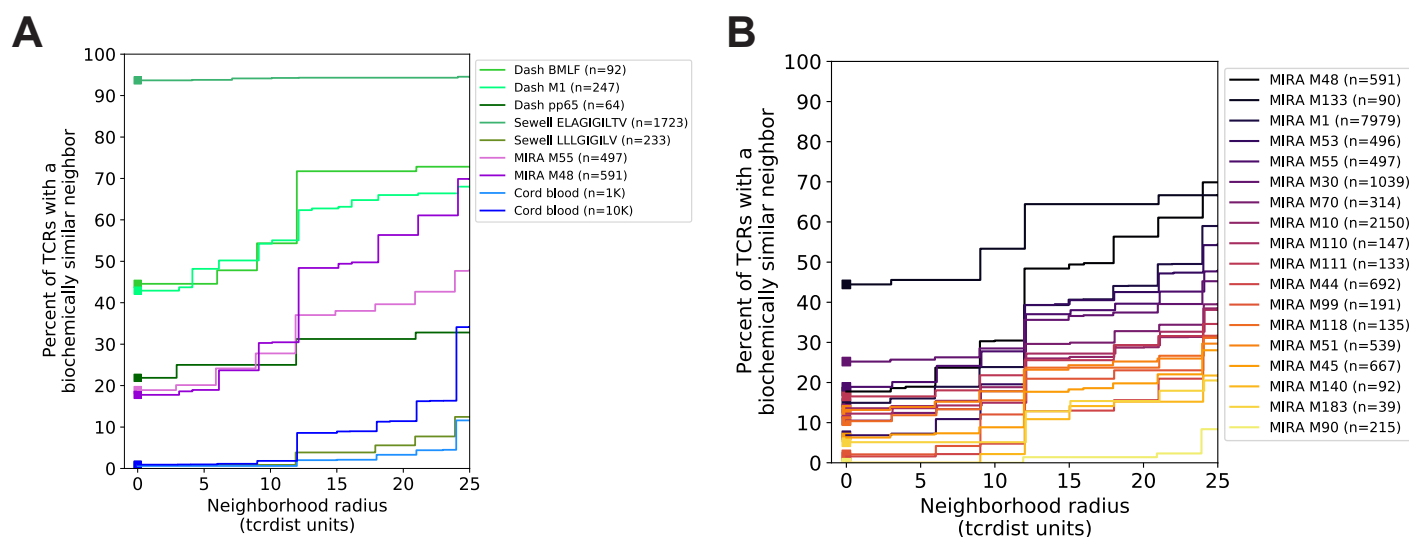 A
Percent of TCRs with a
biochemically similar neighbor
100
90
80
70
60
50
40
30
20
10
0
0 5 10 15 20 25
Neighborhood radius
(tcrdist units)
Dash BMLF (n=92)
Dash M1 (n=247)
Dash pp65 (n=64)
Sewell ELAGIGILTV (n=1723)
Sewell LLLGIGILV (n=233)
MIRA M55 (n=497)
MIRA M48 (n=591)
Cord blood (n=1K)
Cord blood (n=10K)
B
Percent of TCRs with a
biochemically similar neighbor
100
90
80
70
60
50
40
30
20
10
0
0 5 10 15 20 25
Neighborhood radius
(tcrdist units)
MIRA M48 (n=591)
MIRA M133 (n=90)
MIRA M1 (n=7979)
MIRA M53 (n=496)
MIRA M55 (n=497)
MIRA M30 (n=1039)
MIRA M70 (n=314)
MIRA M10 (n=2150)
MIRA M110 (n=147)
MIRA M111 (n=133)
MIRA M44 (n=692)
MIRA M99 (n=191)
MIRA M118 (n=135)
MIRA M51 (n=539)
MIRA M45 (n=667)
MIRA M140 (n=92)
MIRA M183 (n=39)
MIRA M90 (n=215)